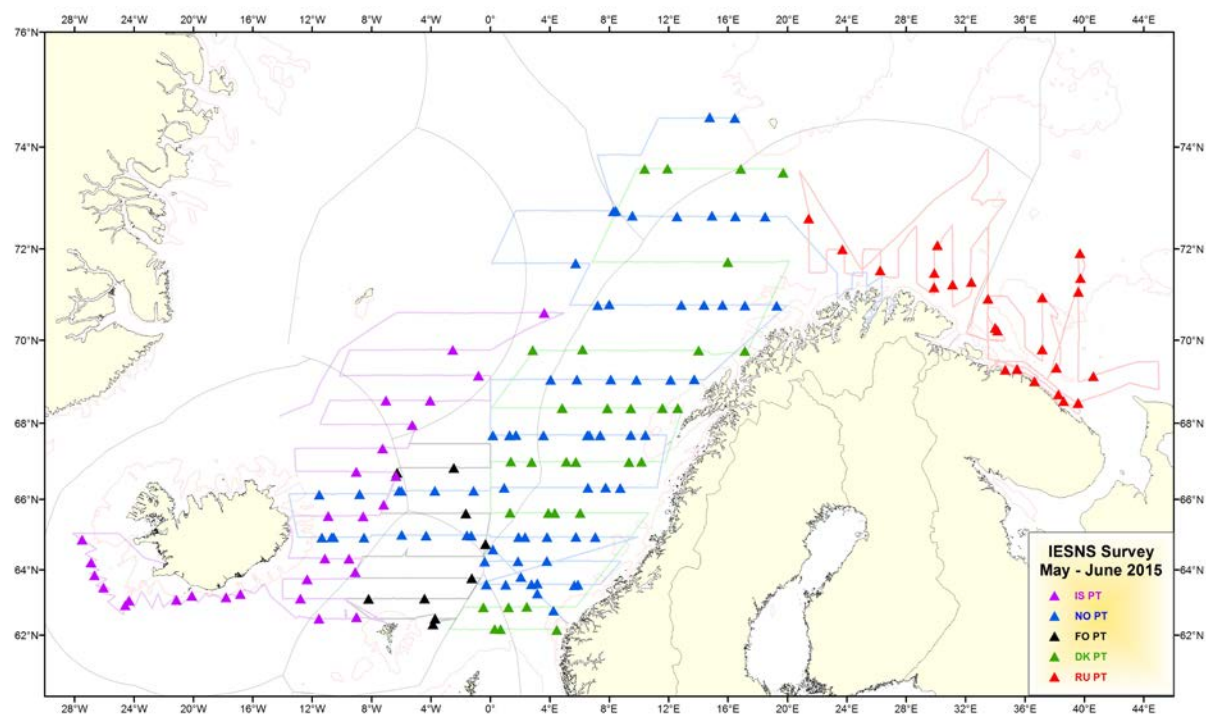 28°W 24°W 20°W 16°W 12°W 8°W 4°W 0° 4°E 8°E 12°E 16°E 20°E 24°E 28°E 32°E 36°E 40°E 44°E
76°N 76°N
74°N 74°N
72°N 72°N
70°N 70°N
68°N 68°N
66°N 66°N
64°N 64°N
62°N 62°N
IESNS Survey
May - June 2015
IS PT
NO PT
FO PT
DK PT
RU PT
28°W 24°W 20°W 16°W 12°W 8°W 4°W 0° 4°E 8°E 12°E 16°E 20°E 24°E 28°E 32°E 36°E 40°E 44°E